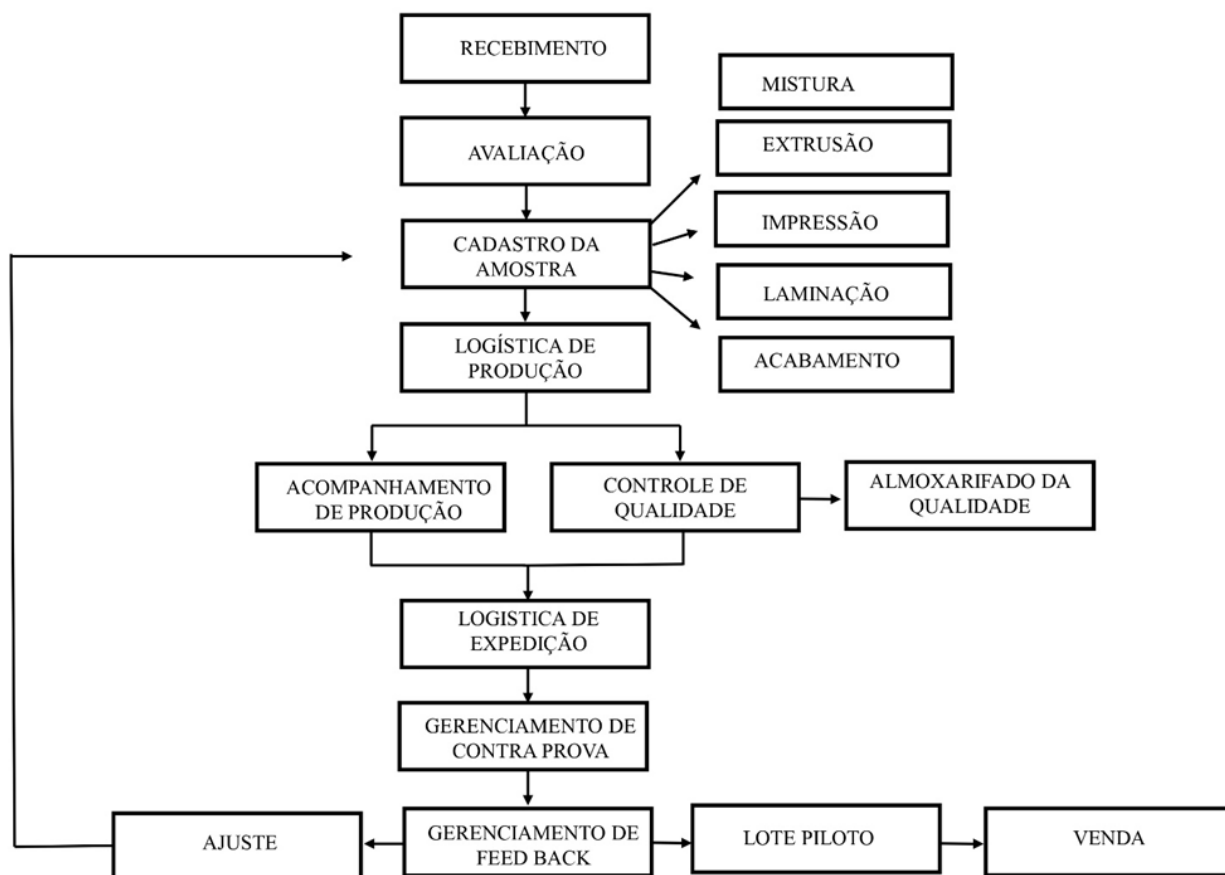 RECEBIMENTO
MISTURA
AVALIAÇÃO
EXTRUSÃO
CADASTRO DA
AMOSTRA
IMPRESSÃO
LAMINAÇÃO
LOGÍSTICA DE
PRODUÇÃO
ACABAMENTO
ACOMPANHAMENTO
DE PRODUÇÃO
CONTROLE DE
QUALIDADE
ALMOXARIFADO DA
QUALIDADE
LOGISTICA DE
EXPEDIÇÃO
GERENCIAMENTO DE
CONTRA PROVA
AJUSTE
GERENCIAMENTO DE
FEED BACK
LOTE PILOTO
VENDA